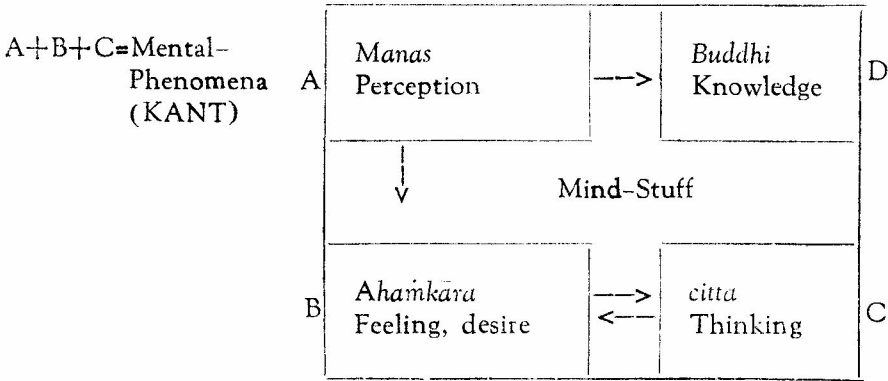 A+B+C=Mental-
Phenomena
(KANT)
A
Manas
Perception
Buddhi
Knowledge
D
Mind-Stuff
B
Ahaṁkāra
Feeling, desire
citta
Thinking
C